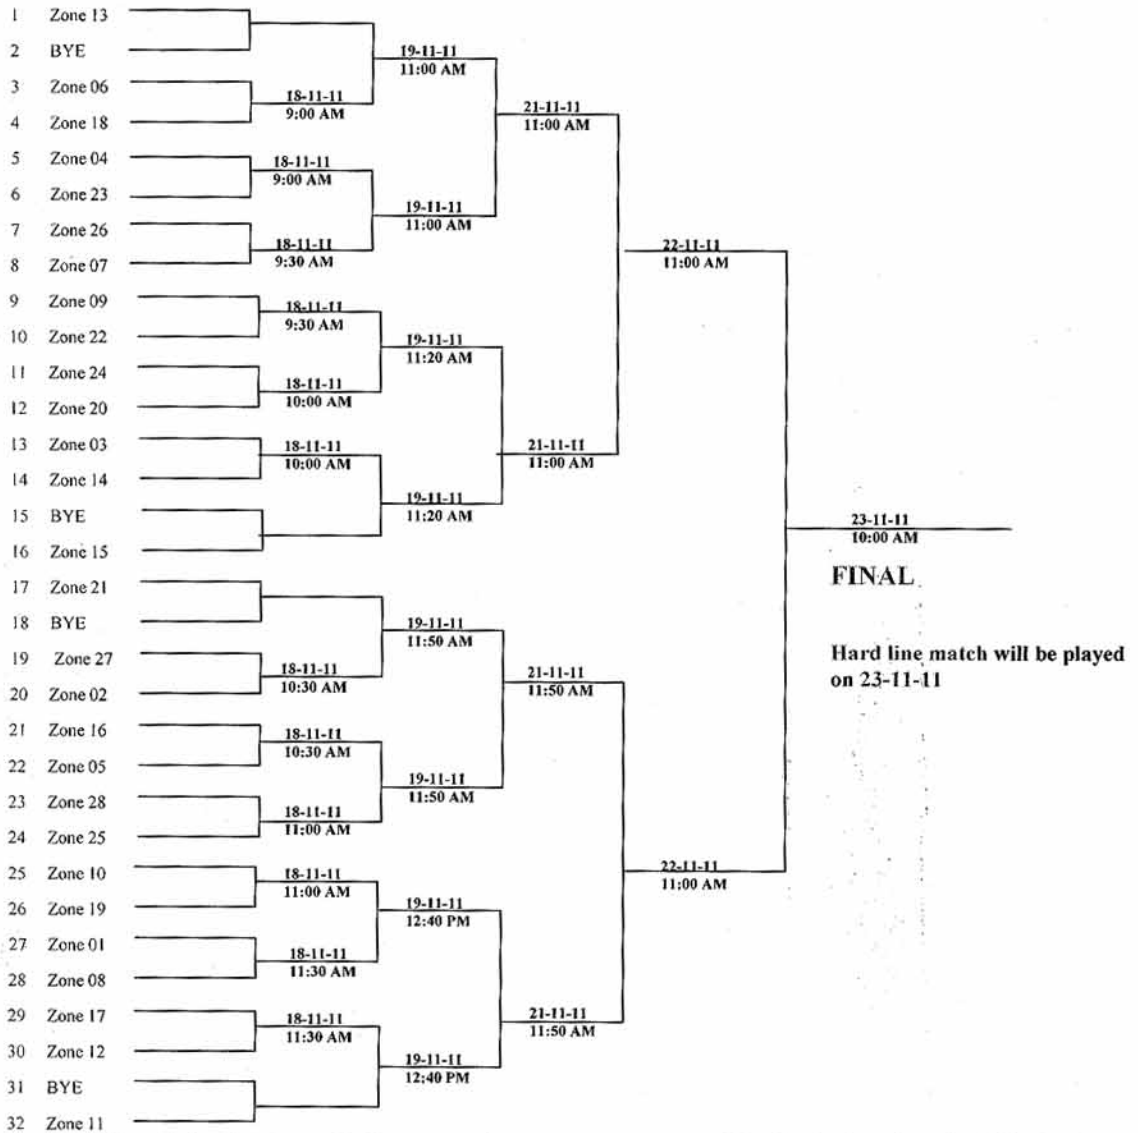 1 Zone 13
2 BYE
19-11-11
11:00 AM
3 Zone 06
18-11-11
9:00 AM
4 Zone 18
21-11-11
11:00 AM
5 Zone 04
18-11-11
9:00 AM
6 Zone 23
19-11-11
11:00 AM
7 Zone 26
18-11-11
9:30 AM
8 Zone 07
22-11-11
11:00 AM
9 Zone 09
18-11-11
9:30 AM
10 Zone 22
19-11-11
11:20 AM
11 Zone 24
18-11-11
10:00 AM
12 Zone 20
13 Zone 03
18-11-11
10:00 AM
21-11-11
11:00 AM
14 Zone 14
19-11-11
11:20 AM
15 BYE
16 Zone 15
23-11-11
10:00 AM
FINAL
17 Zone 21
18 BYE
19-11-11
11:50 AM
19 Zone 27
18-11-11
10:30 AM
20 Zone 02
21-11-11
11:50 AM
Hard line match will be played
on 23-11-11
21 Zone 16
18-11-11
10:30 AM
22 Zone 05
19-11-11
11:50 AM
23 Zone 28
18-11-11
11:00 AM
24 Zone 25
25 Zone 10
18-11-11
11:00 AM
22-11-11
11:00 AM
26 Zone 19
19-11-11
12:40 PM
27 Zone 01
18-11-11
11:30 AM
28 Zone 08
29 Zone 17
18-11-11
11:30 AM
21-11-11
11:50 AM
30 Zone 12
19-11-11
12:40 PM
31 BYE
32 Zone 11